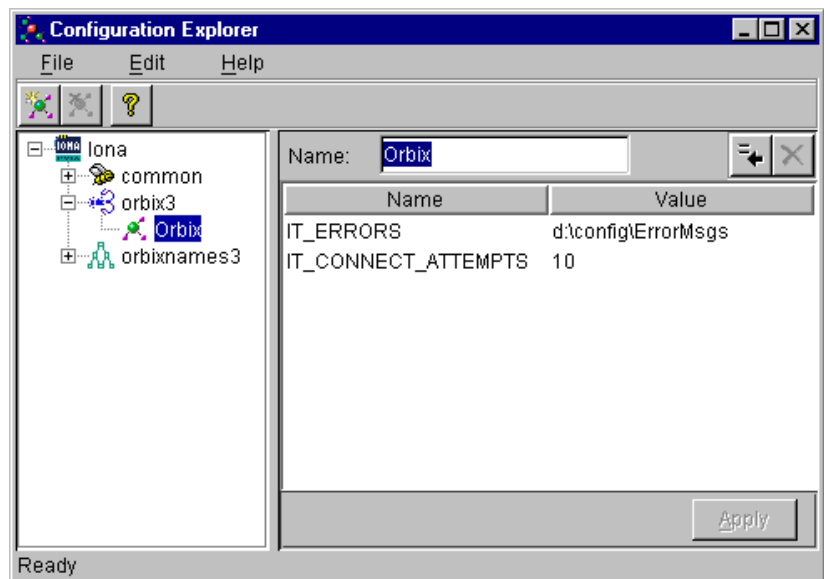 Configuration Explorer
File Edit Help
IONA
Iona
common
orbix3
Orbix
orbixnames3
Name: Orbix
Name Value
IT_ERRORS d:\config\ErrorMsgs
IT_CONNECT_ATTEMPTS 10
Apply
Ready